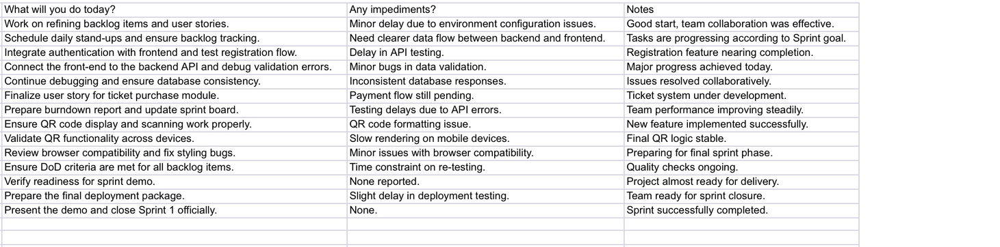 What will you do today? Any impediments? Notes
Work on refining backlog items and user stories. Minor delay due to environment configuration issues. Good start, team collaboration was effective.
Schedule daily stand-ups and ensure backlog tracking. Need clearer data flow between backend and frontend. Tasks are progressing according to Sprint goal.
Integrate authentication with frontend and test registration flow. Delay in API testing. Registration feature nearing completion.
Connect the front-end to the backend API and debug validation errors. Minor bugs in data validation. Major progress achieved today.
Continue debugging and ensure database consistency. Inconsistent database responses. Issues resolved collaboratively.
Finalize user story for ticket purchase module. Payment flow still pending. Ticket system under development.
Prepare burndown report and update sprint board. Testing delays due to API errors. Team performance improving steadily.
Ensure QR code display and scanning work properly. QR code formatting issue. New feature implemented successfully.
Validate QR functionality across devices. Slow rendering on mobile devices. Final QR logic stable.
Review browser compatibility and fix styling bugs. Minor issues with browser compatibility. Preparing for final sprint phase.
Ensure DoD criteria are met for all backlog items. Time constraint on re-testing. Quality checks ongoing.
Verify readiness for sprint demo. None reported. Project almost ready for delivery.
Prepare the final deployment package. Slight delay in deployment testing. Team ready for sprint closure.
Present the demo and close Sprint 1 officially. None. Sprint successfully completed.